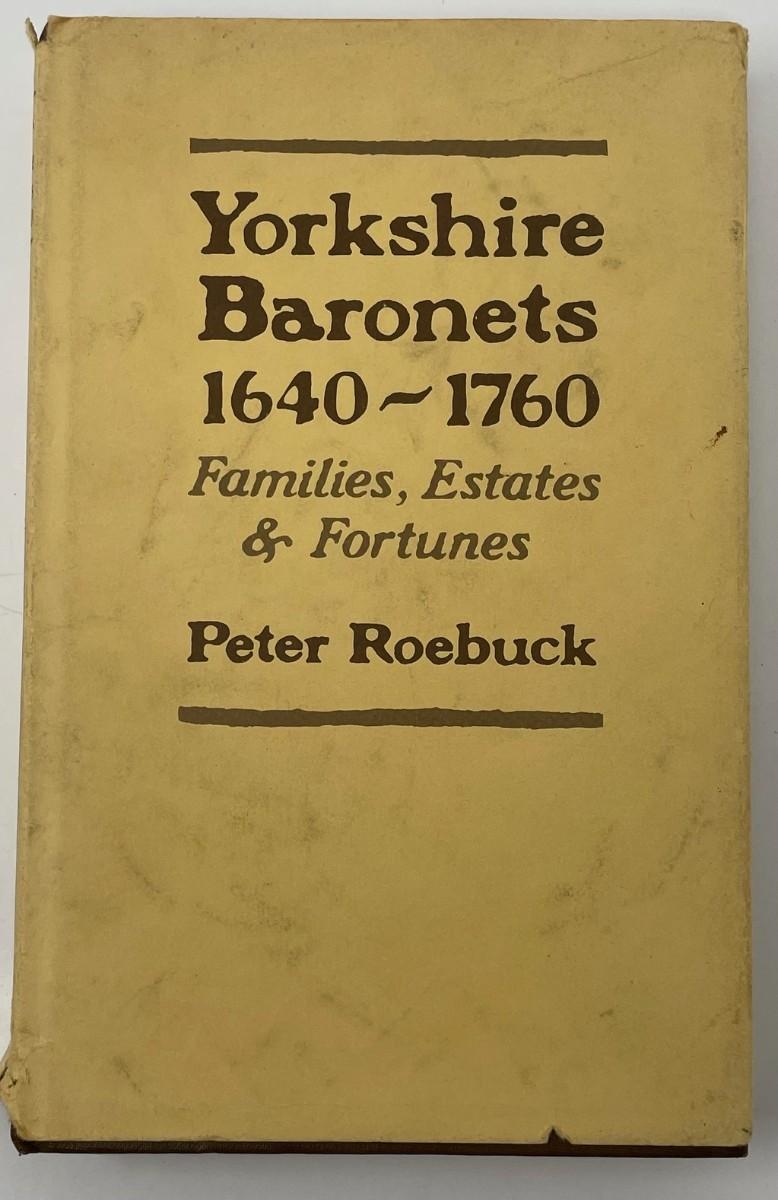 Yorkshire
Baronets
1640~1760
Families, Estates
& Fortunes
Peter Roebuck